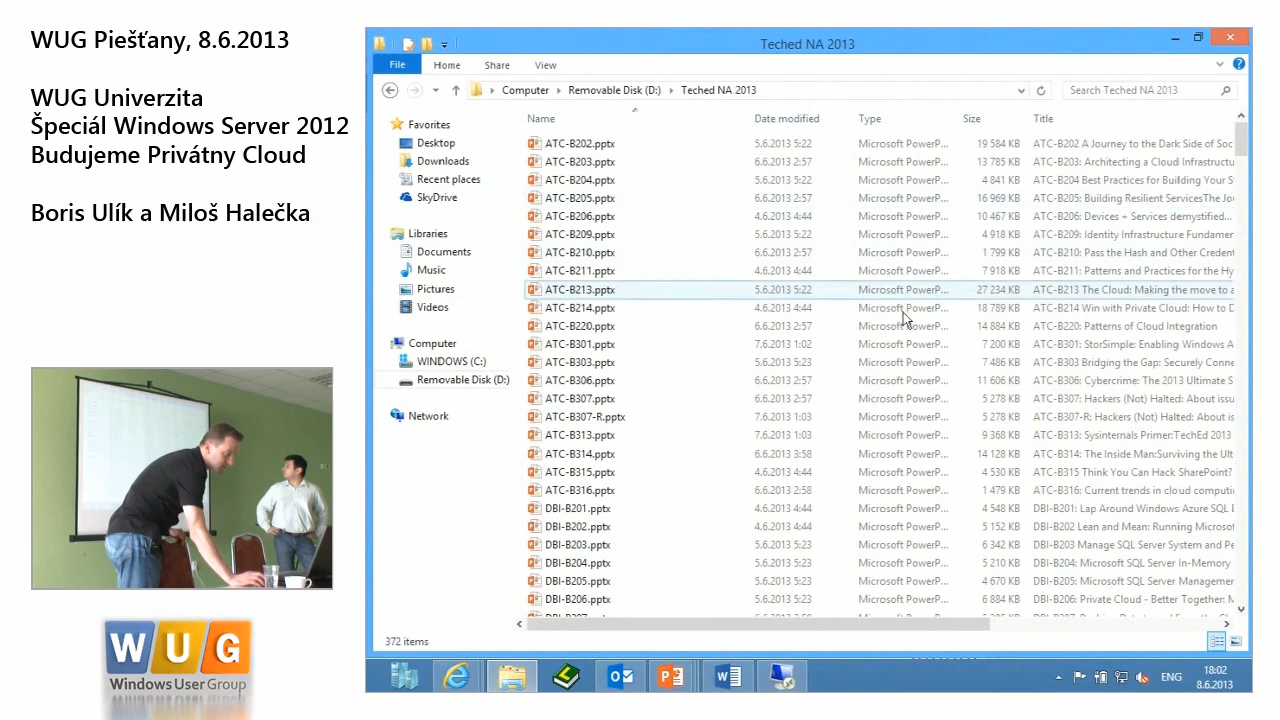 WUG Piešťany, 8.6.2013
WUG Univerzita
Špeciál Windows Server 2012
Budujeme Privátny Cloud
Boris Ulík a Miloš Halečka
WUG
Windows User Group
Teched NA 2013
File Home Share View
Computer Removable Disk (D:) Teched NA 2013
Search Teched NA 2013
Favorites
Desktop
Downloads
Recent places
SkyDrive
Libraries
Documents
Music
Pictures
Videos
Computer
WINDOWS (C:)
Removable Disk (D:)
Network
Name Date modified Type Size Title
ATC-B202.pptx 5.6.2013 5:22 Microsoft PowerP... 19 584 KB ATC-B202 A Journey to the Dark Side of Soc
ATC-B203.pptx 6.6.2013 2:57 Microsoft PowerP... 13 785 KB ATC-B203: Architecting a Cloud Infrastructu
ATC-B204.pptx 5.6.2013 5:22 Microsoft PowerP... 4 841 KB ATC-B204 Best Practices for Building Your S
ATC-B205.pptx 6.6.2013 2:57 Microsoft PowerP... 16 969 KB ATC-B205: Building Resilient ServicesThe Jo
ATC-B206.pptx 4.6.2013 4:44 Microsoft PowerP... 10 467 KB ATC-B206: Devices + Services demystified...
ATC-B209.pptx 6.6.2013 5:22 Microsoft PowerP... 4 918 KB ATC-B209: Identity Infrastructure Fundamer
ATC-B210.pptx 6.6.2013 2:57 Microsoft PowerP... 1 799 KB ATC-B210: Pass the Hash and Other Credent
ATC-B211.pptx 4.6.2013 4:44 Microsoft PowerP... 7 918 KB ATC-B211: Patterns and Practices for the Hy
ATC-B213.pptx 5.6.2013 5:22 Microsoft PowerP... 27 234 KB ATC-B213 The Cloud: Making the move to a
ATC-B214.pptx 4.6.2013 4:44 Microsoft PowerP... 18 789 KB ATC-B214 Win with Private Cloud: How to D
ATC-B220.pptx 6.6.2013 2:57 Microsoft PowerP... 14 884 KB ATC-B220: Patterns of Cloud Integration
ATC-B301.pptx 7.6.2013 1:02 Microsoft PowerP... 7 200 KB ATC-B301: StorSimple: Enabling Windows A
ATC-B303.pptx 5.6.2013 5:23 Microsoft PowerP... 7 486 KB ATC-B303 Bridging the Gap: Securely Conne
ATC-B306.pptx 6.6.2013 2:57 Microsoft PowerP... 11 606 KB ATC-B306: Cybercrime: The 2013 Ultimate S
ATC-B307.pptx 6.6.2013 2:57 Microsoft PowerP... 5 278 KB ATC-B307: Hackers (Not) Halted: About issu
ATC-B307-R.pptx 7.6.2013 1:03 Microsoft PowerP... 5 278 KB ATC-B307-R: Hackers (Not) Halted: About is
ATC-B313.pptx 7.6.2013 1:03 Microsoft PowerP... 9 368 KB ATC-B313: Sysinternals Primer:TechEd 2013
ATC-B314.pptx 6.6.2013 3:58 Microsoft PowerP... 14 128 KB ATC-B314: The Inside Man:Surviving the Ult
ATC-B315.pptx 4.6.2013 4:44 Microsoft PowerP... 4 530 KB ATC-B315 Think You Can Hack SharePoint?
ATC-B316.pptx 6.6.2013 2:58 Microsoft PowerP... 1 479 KB ATC-B316: Current trends in cloud computin
DBI-B201.pptx 4.6.2013 4:44 Microsoft PowerP... 4 548 KB DBI-B201: Lap Around Windows Azure SQL
DBI-B202.pptx 4.6.2013 4:44 Microsoft PowerP... 5 152 KB DBI-B202 Lean and Mean: Running Microsof
DBI-B203.pptx 5.6.2013 5:23 Microsoft PowerP... 6 342 KB DBI-B203 Manage SQL Server System and Pe
DBI-B204.pptx 5.6.2013 5:23 Microsoft PowerP... 5 210 KB DBI-B204: Microsoft SQL Server In-Memory
DBI-B205.pptx 5.6.2013 5:23 Microsoft PowerP... 4 670 KB DBI-B205: Microsoft SQL Server Managemer
DBI-B206.pptx 5.6.2013 5:23 Microsoft PowerP... 6 884 KB DBI-B206: Private Cloud - Better Together: M
372 items
ENG 18:02
8.6.2013